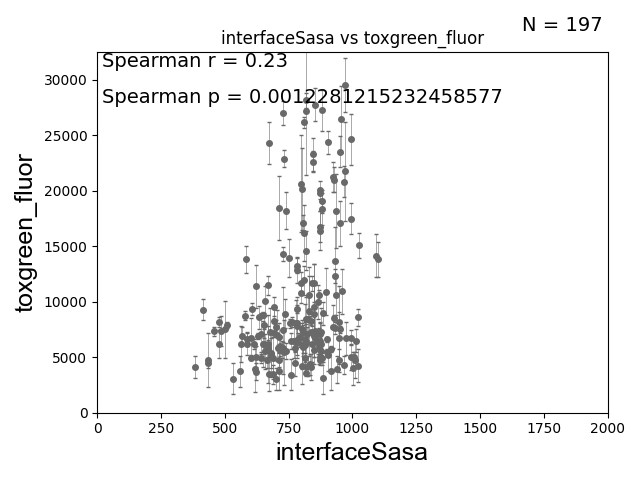 N = 197
interfaceSasa vs toxgreen_fluor
Spearman r = 0.23
Spearman p = 0.0012281215232458577
toxgreen_fluor
30000
25000
20000
15000
10000
5000
0
0 250 500 750 1000 1250 1500 1750 2000
interfaceSasa